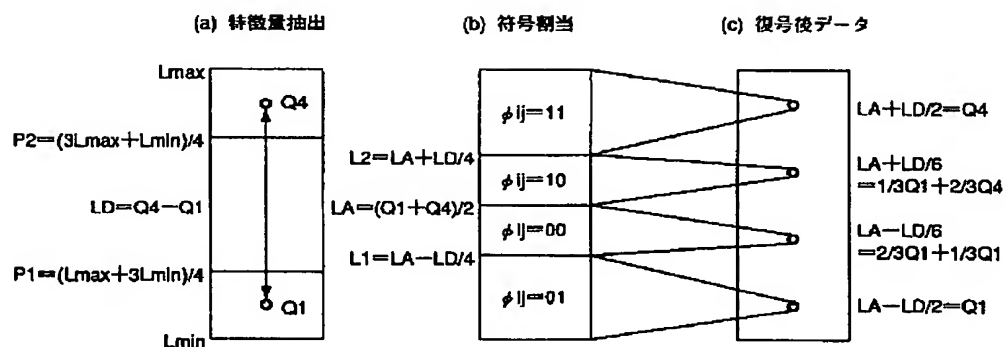 (a) 特徴量抽出
(b) 符号割当
(c) 復号後データ
Lmax
Q4
P2=(3Lmax+Lmin)/4
LD=Q4−Q1
P1=(Lmax+3Lmin)/4
Q1
Lmin
φij=11
L2=LA+LD/4
φij=10
LA=(Q1+Q4)/2
φij=00
L1=LA−LD/4
φij=01
LA+LD/2=Q4
LA+LD/6
=1/3Q1+2/3Q4
LA−LD/6
=2/3Q1+1/3Q1
LA−LD/2=Q1